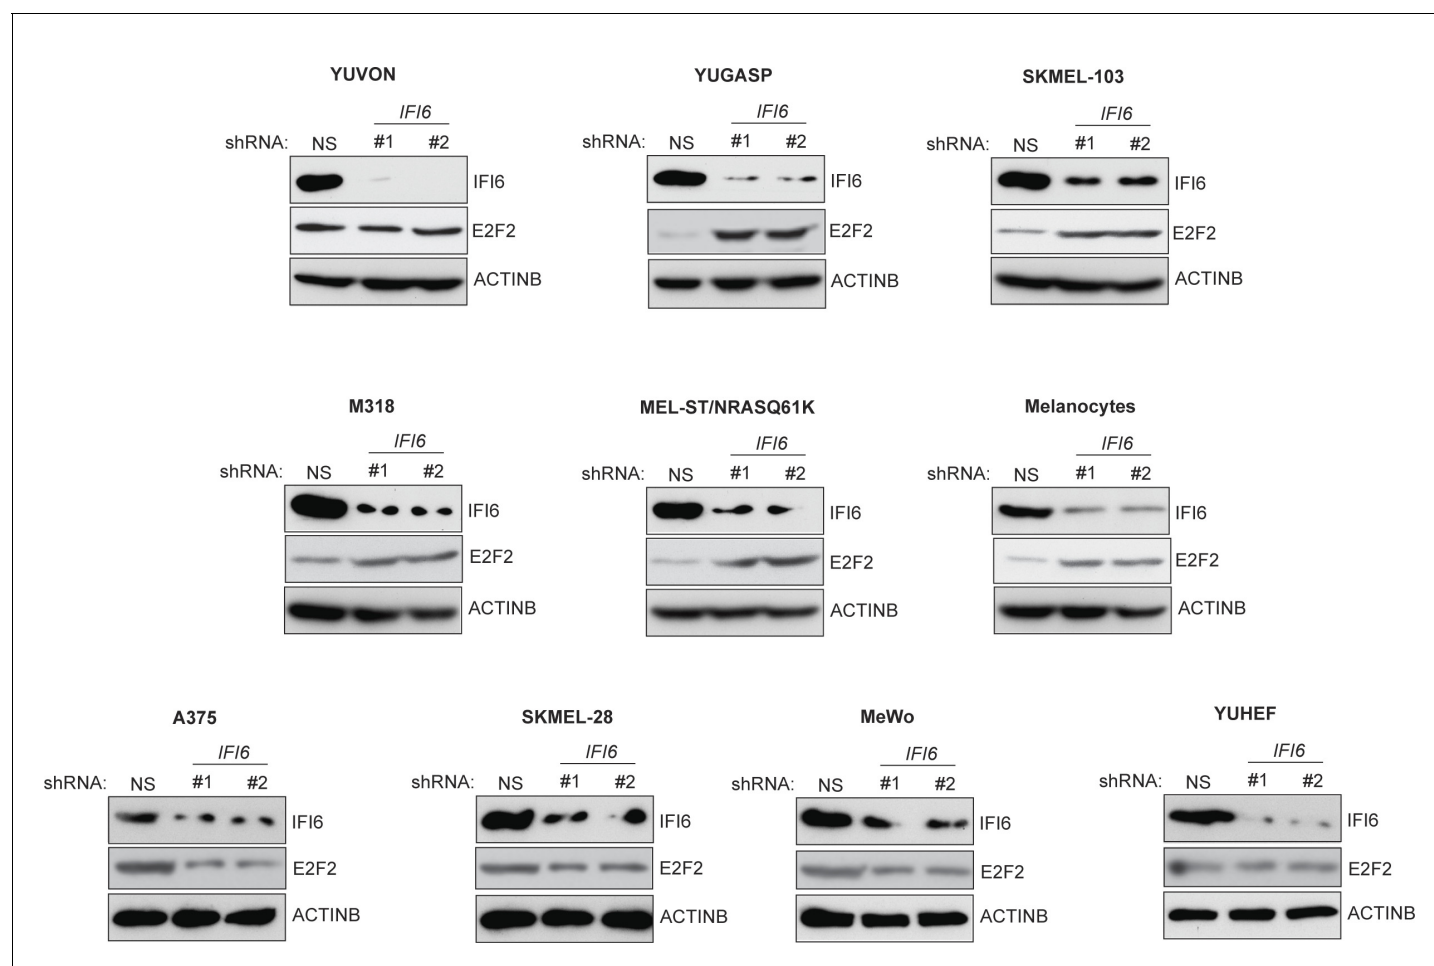 YUVON
IFI6
shRNA: NS #1 #2
IFI6
E2F2
ACTINB
YUGASP
IFI6
shRNA: NS #1 #2
IFI6
E2F2
ACTINB
SKMEL-103
IFI6
shRNA: NS #1 #2
IFI6
E2F2
ACTINB
M318
IFI6
shRNA: NS #1 #2
IFI6
E2F2
ACTINB
MEL-ST/NRASQ61K
IFI6
shRNA: NS #1 #2
IFI6
E2F2
ACTINB
Melanocytes
IFI6
shRNA: NS #1 #2
IFI6
E2F2
ACTINB
A375
IFI6
shRNA: NS #1 #2
IFI6
E2F2
ACTINB
SKMEL-28
IFI6
shRNA: NS #1 #2
IFI6
E2F2
ACTINB
MeWo
IFI6
shRNA: NS #1 #2
IFI6
E2F2
ACTINB
YUHEF
IFI6
shRNA: NS #1 #2
IFI6
E2F2
ACTINB